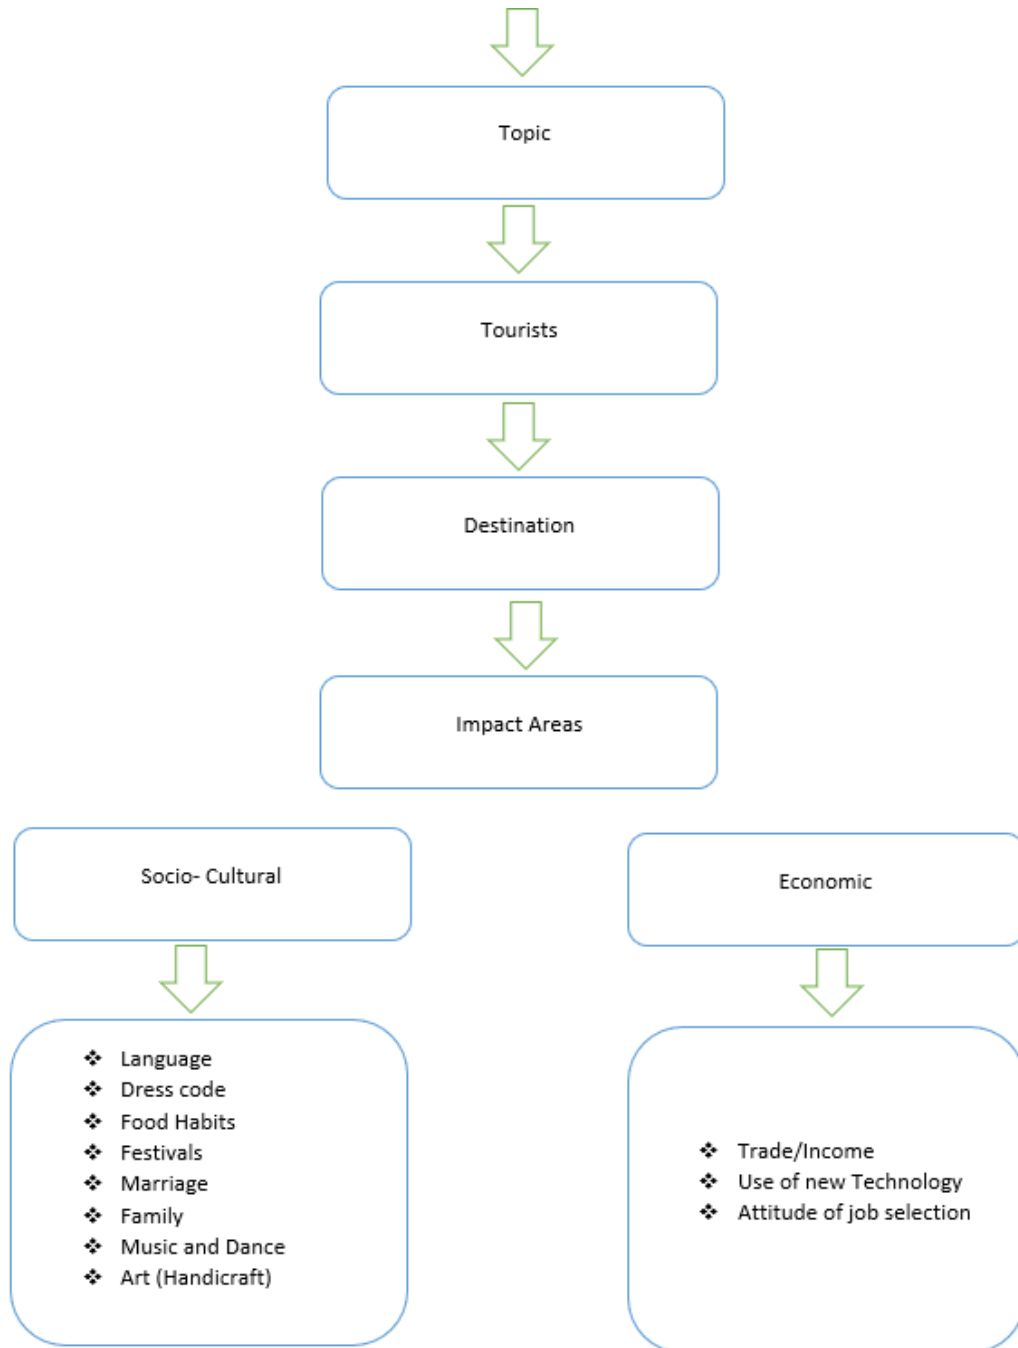 Topic
Tourists
Destination
Impact Areas
Socio- Cultural
Economic
❖ Language
❖ Dress code
❖ Food Habits
❖ Festivals
❖ Marriage
❖ Family
❖ Music and Dance
❖ Art (Handicraft)
❖ Trade/Income
❖ Use of new Technology
❖ Attitude of job selection